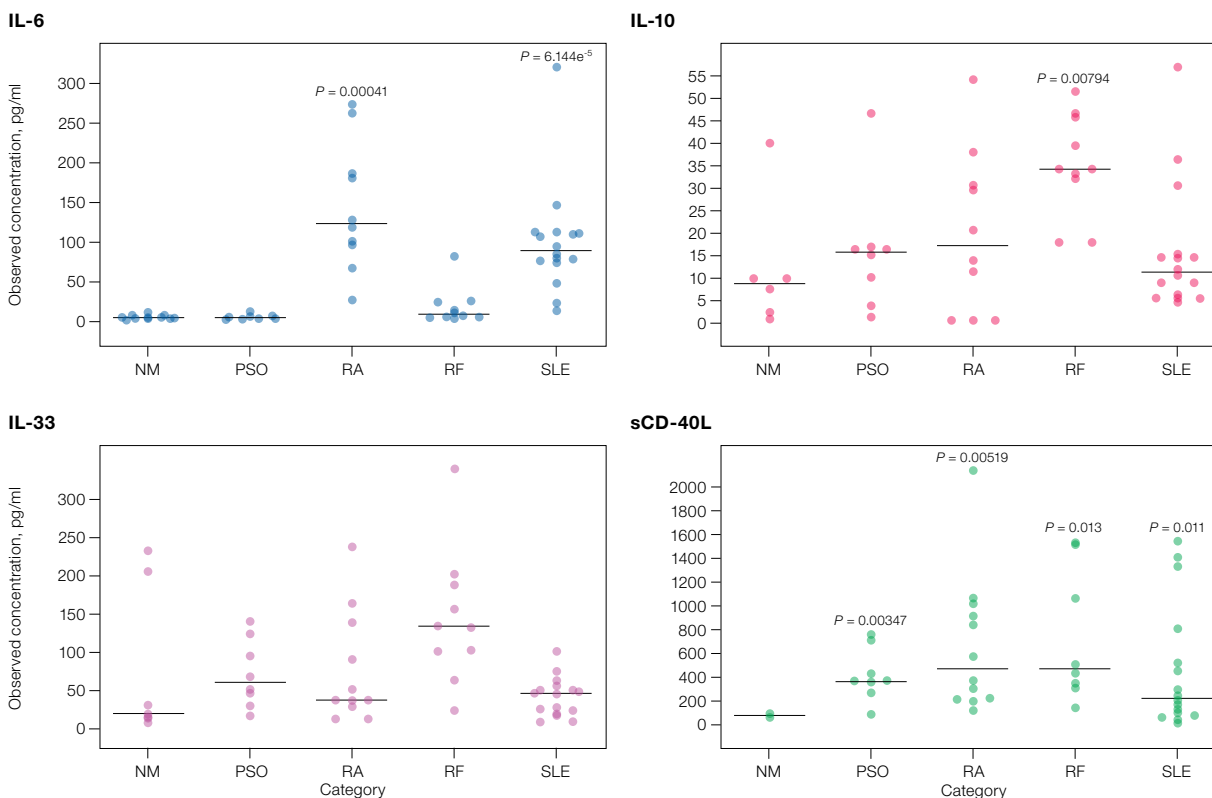 IL-6
Observed concentration, pg/ml
300
250
200
150
100
50
0
P = 0.00041
P = 6.144e-5
NM PSO RA RF SLE
IL-10
55
50
45
40
35
30
25
20
15
10
5
0
P = 0.00794
NM PSO RA RF SLE
IL-33
Observed concentration, pg/ml
300
250
200
150
100
50
0
NM PSO RA RF SLE
Category
sCD-40L
2000
1800
1600
1400
1200
1000
800
600
400
200
0
P = 0.00347
P = 0.00519
P = 0.013
P = 0.011
NM PSO RA RF SLE
Category